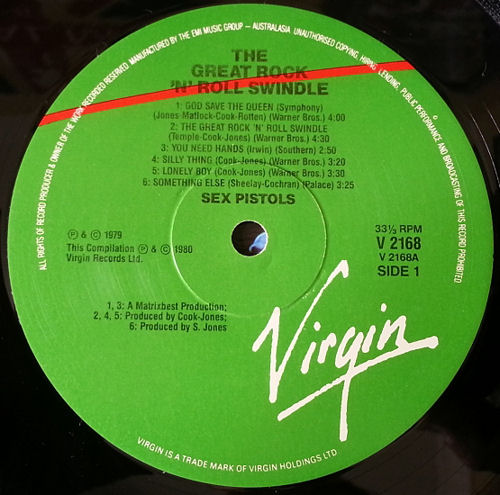 ALL RIGHTS OF RECORD PRODUCER & OWNER OF THE WORK RECORDED RESERVED. MANUFACTURED BY THE EMI MUSIC GROUP – AUSTRALASIA. UNAUTHORISED COPYING, HIRING, LENDING, PUBLIC PERFORMANCE AND BROADCASTING OF THIS RECORD PROHIBITED
THE
GREAT ROCK
'N' ROLL SWINDLE
1: GOD SAVE THE QUEEN (Symphony)
(Jones-Matlock-Cook-Rotten) (Warner Bros.) 4:00
2: THE GREAT ROCK 'N' ROLL SWINDLE
(Temple-Cook-Jones) (Warner Bros.) 4:20
3: YOU NEED HANDS (Irwin) (Southern) 2:50
4: SILLY THING (Cook-Jones) (Warner Bros.) 3:20
5: LONELY BOY (Cook-Jones) (Warner Bros.) 3:30
6: SOMETHING ELSE (Sheelay-Cochran) (Palace) 3:25
SEX PISTOLS
℗ & © 1979
This Compilation ℗ & © 1980
Virgin Records Ltd.
33⅓ RPM
V 2168
V 2168A
SIDE 1
1, 3: A Matrixbest Production;
2, 4, 5: Produced by Cook-Jones;
6: Produced by S. Jones
Virgin
VIRGIN IS A TRADE MARK OF VIRGIN HOLDINGS LTD